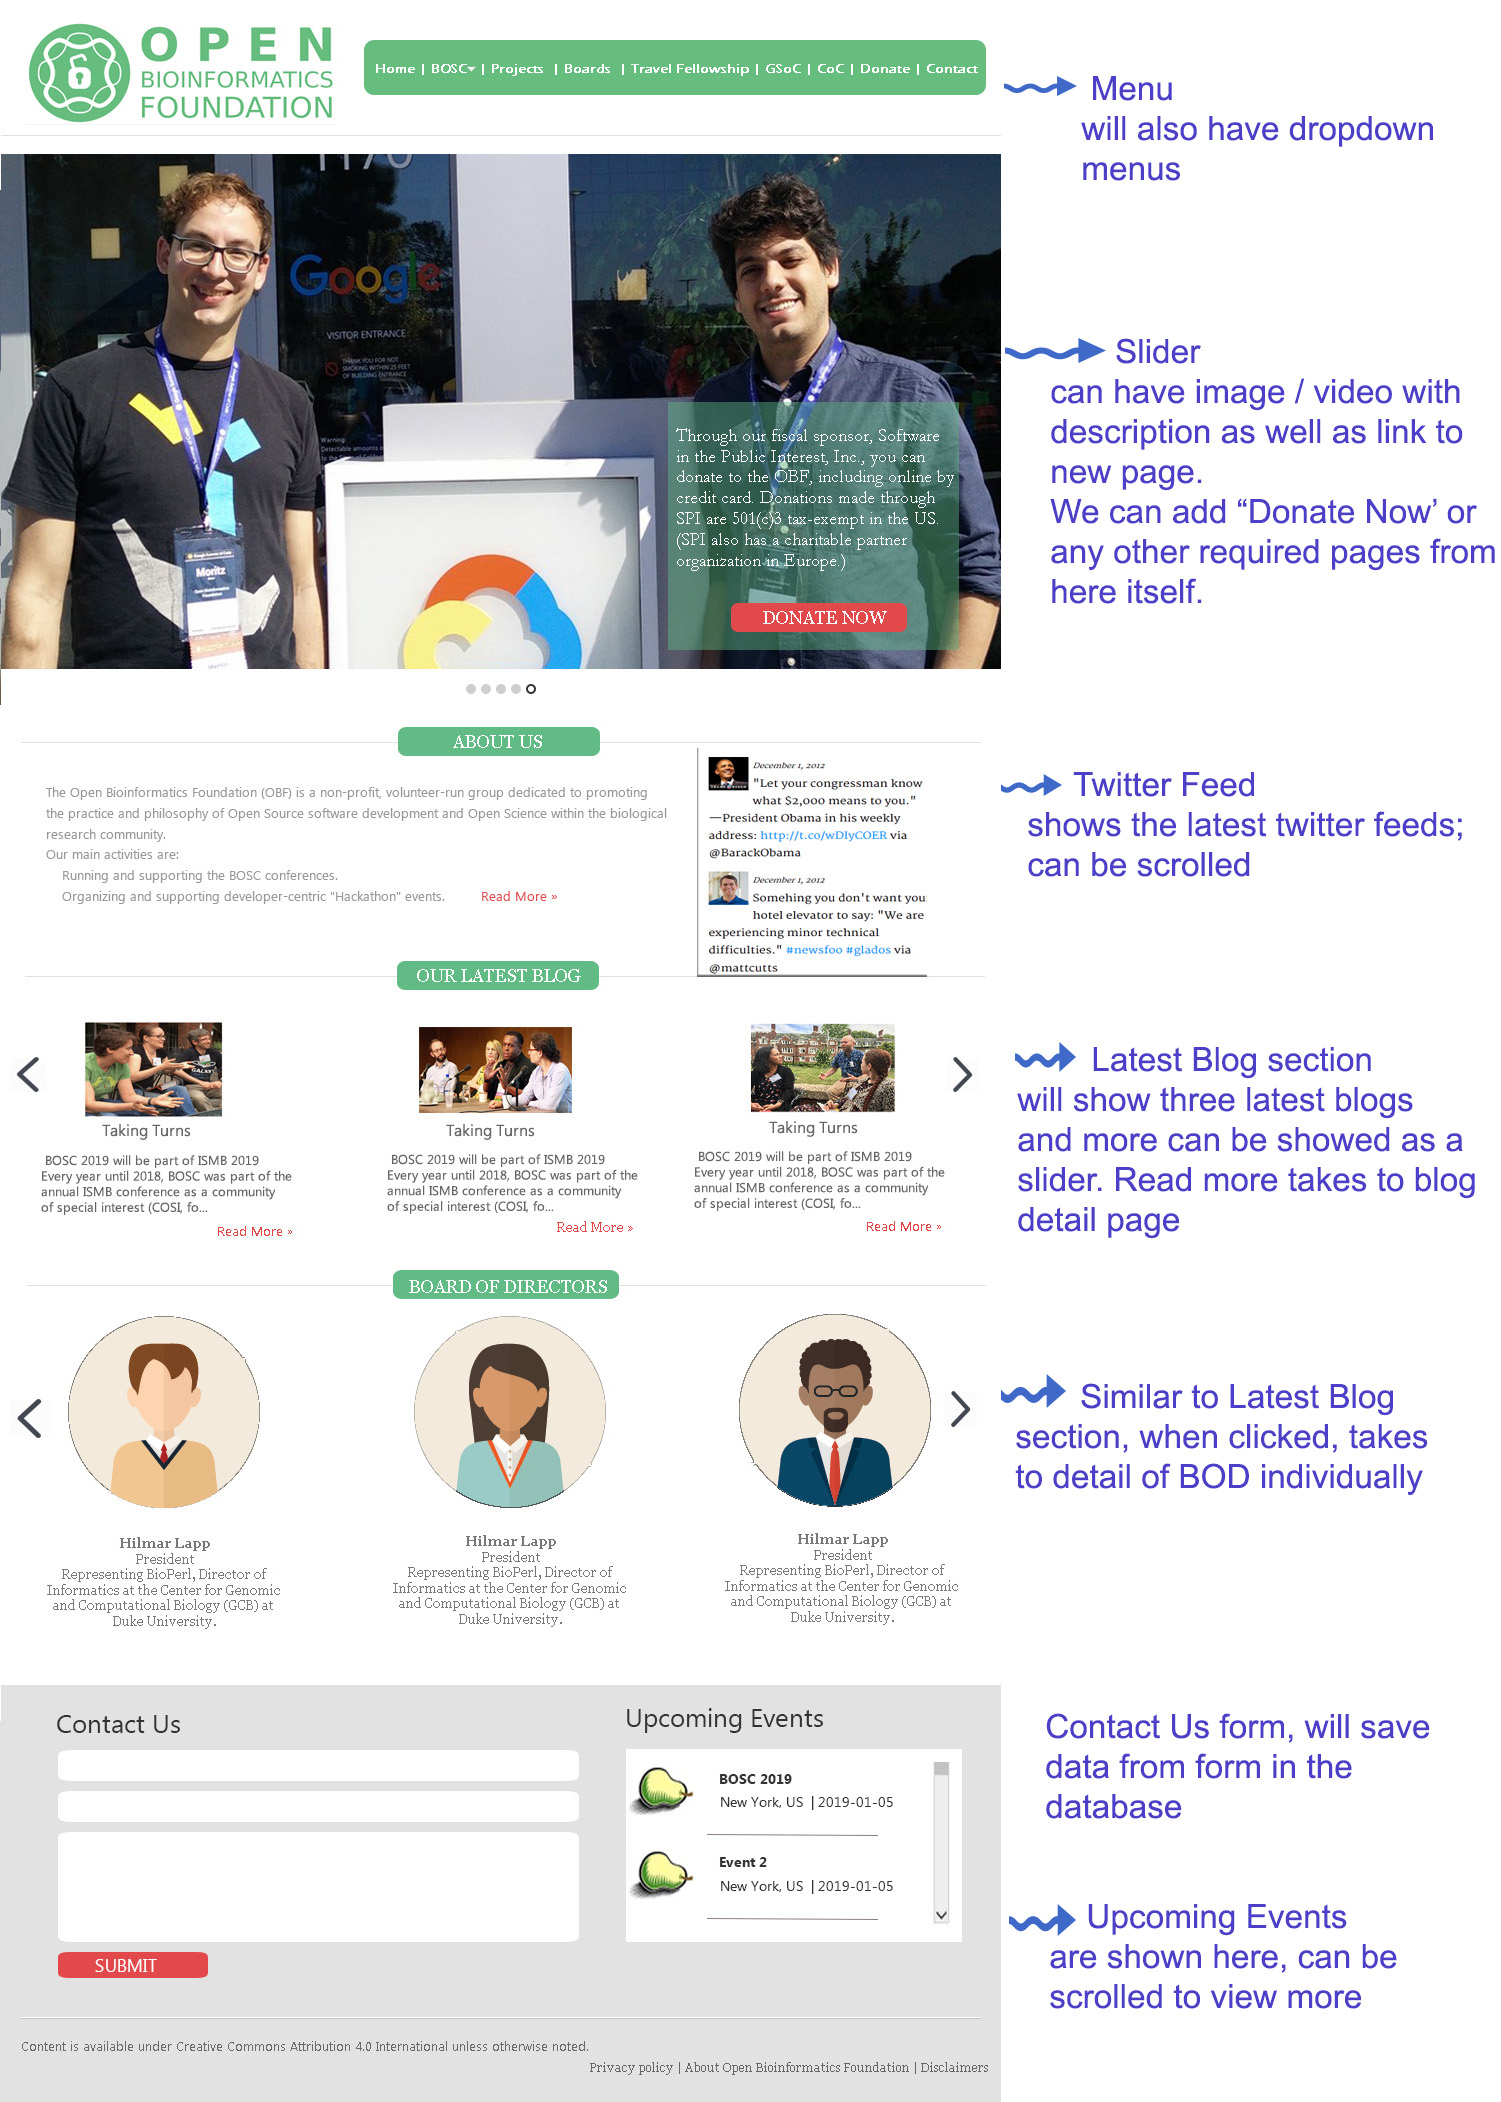 OPEN
BIOINFORMATICS
FOUNDATION
Home | BOSC | Projects | Boards | Travel Fellowship | GSoC | CoC | Donate | Contact
Menu
will also have dropdown
menus
1170
Google
VISITOR ENTRANCE
THANK YOU FOR NOT
SMOKING WITHIN 25 FEET
OF BUILDING ENTRANCE
Warning:
Detectable amounts o
Moritz
Open Bioinformatics
Foundation
Through our fiscal sponsor, Software
in the Public Interest, Inc., you can
donate to the OBF, including online by
credit card. Donations made through
SPI are 501(c)3 tax-exempt in the US.
(SPI also has a charitable partner
organization in Europe.)
DONATE NOW
Slider
can have image / video with
description as well as link to
new page.
We can add “Donate Now’ or
any other required pages from
here itself.
ABOUT US
The Open Bioinformatics Foundation (OBF) is a non-profit, volunteer-run group dedicated to promoting
the practice and philosophy of Open Source software development and Open Science within the biological
research community.
Our main activities are:
Running and supporting the BOSC conferences.
Organizing and supporting developer-centric "Hackathon" events. Read More »
December 1, 2012
"Let your congressman know
what $2,000 means to you."
—President Obama in his weekly
address: http://t.co/wDIyCOER via
@BarackObama
December 1, 2012
Somehing you don't want you
hotel elevator to say: "We are
experiencing minor technical
difficulties." #newsfoo #glados via
@mattcutts
Twitter Feed
shows the latest twitter feeds;
can be scrolled
OUR LATEST BLOG
Taking Turns
BOSC 2019 will be part of ISMB 2019
Every year until 2018, BOSC was part of the
annual ISMB conference as a community
of special interest (COSI, fo...
Read More »
Taking Turns
BOSC 2019 will be part of ISMB 2019
Every year until 2018, BOSC was part of the
annual ISMB conference as a community
of special interest (COSI, fo...
Read More »
Taking Turns
BOSC 2019 will be part of ISMB 2019
Every year until 2018, BOSC was part of the
annual ISMB conference as a community
of special interest (COSI, fo...
Read More »
Latest Blog section
will show three latest blogs
and more can be showed as a
slider. Read more takes to blog
detail page
BOARD OF DIRECTORS
Hilmar Lapp
President
Representing BioPerl, Director of
Informatics at the Center for Genomic
and Computational Biology (GCB) at
Duke University.
Hilmar Lapp
President
Representing BioPerl, Director of
Informatics at the Center for Genomic
and Computational Biology (GCB) at
Duke University.
Hilmar Lapp
President
Representing BioPerl, Director of
Informatics at the Center for Genomic
and Computational Biology (GCB) at
Duke University.
Similar to Latest Blog
section, when clicked, takes
to detail of BOD individually
Contact Us
SUBMIT
Upcoming Events
BOSC 2019
New York, US | 2019-01-05
Event 2
New York, US | 2019-01-05
Contact Us form, will save
data from form in the
database
Upcoming Events
are shown here, can be
scrolled to view more
Content is available under Creative Commons Attribution 4.0 International unless otherwise noted.
Privacy policy | About Open Bioinformatics Foundation | Disclaimers